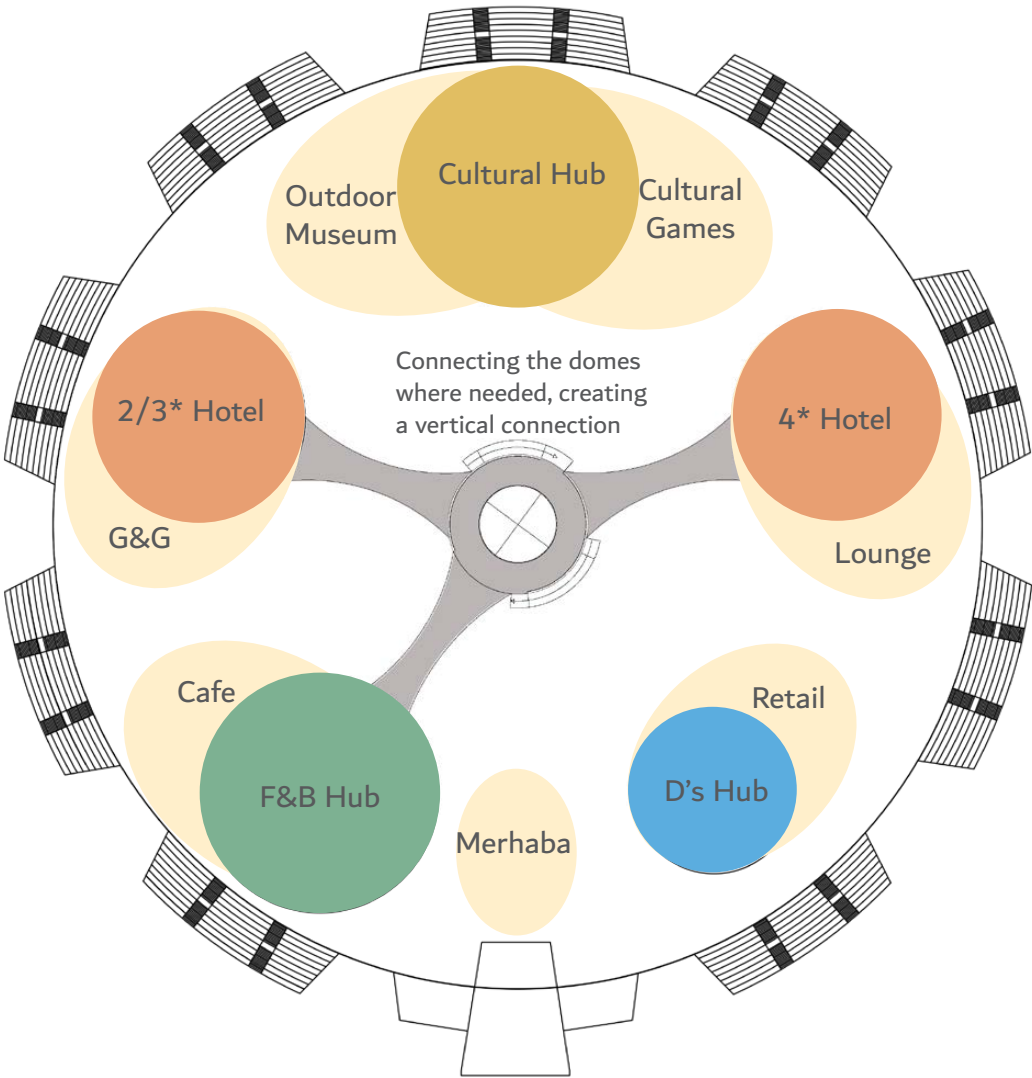 Cultural Hub
Outdoor
Museum
Cultural
Games
Connecting the domes
where needed, creating
a vertical connection
2/3* Hotel
4* Hotel
G&G
Lounge
Cafe
Retail
F&B Hub
D's Hub
Merhaba